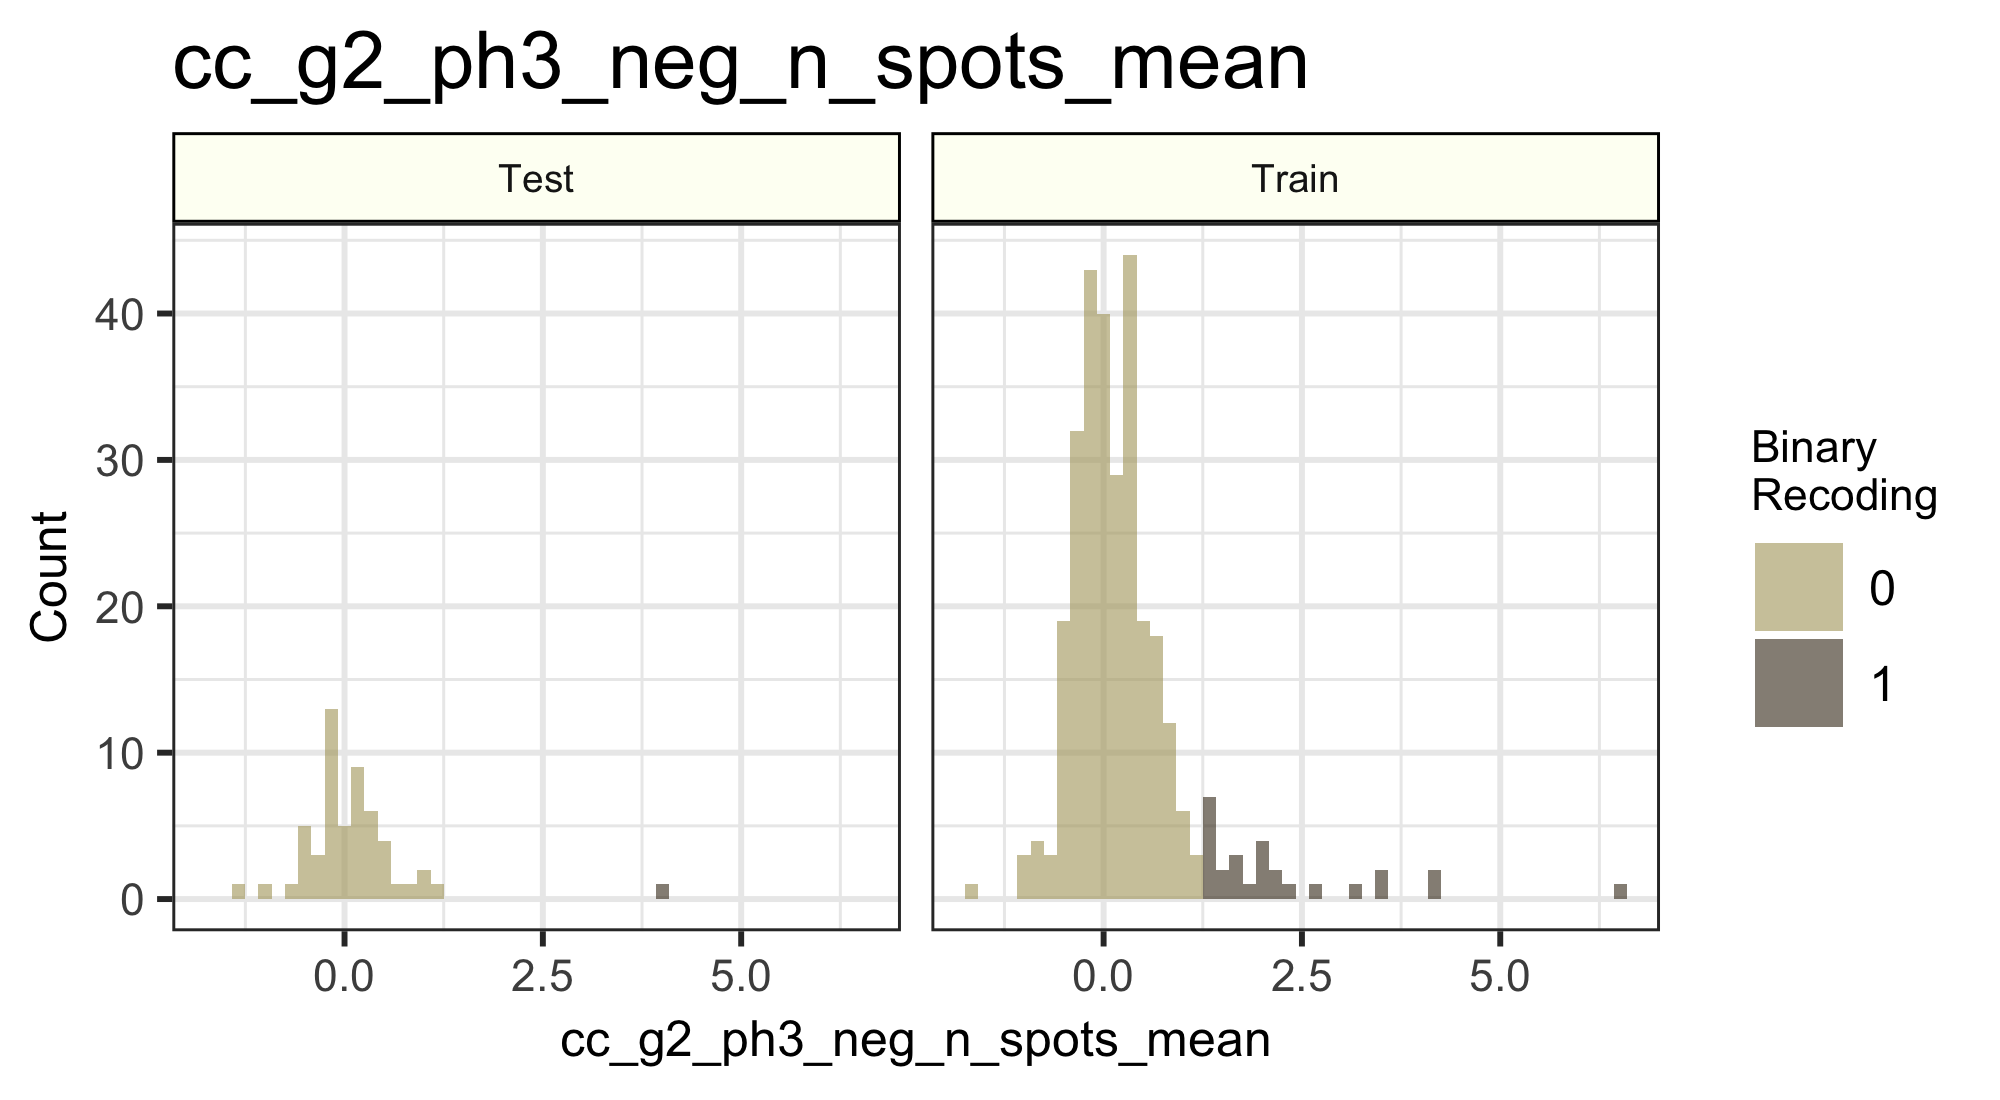 cc_g2_ph3_neg_n_spots_mean
Test
Train
Count
40
30
20
10
0
0.0 2.5 5.0
0.0 2.5 5.0
cc_g2_ph3_neg_n_spots_mean
Binary
Recoding
0
1